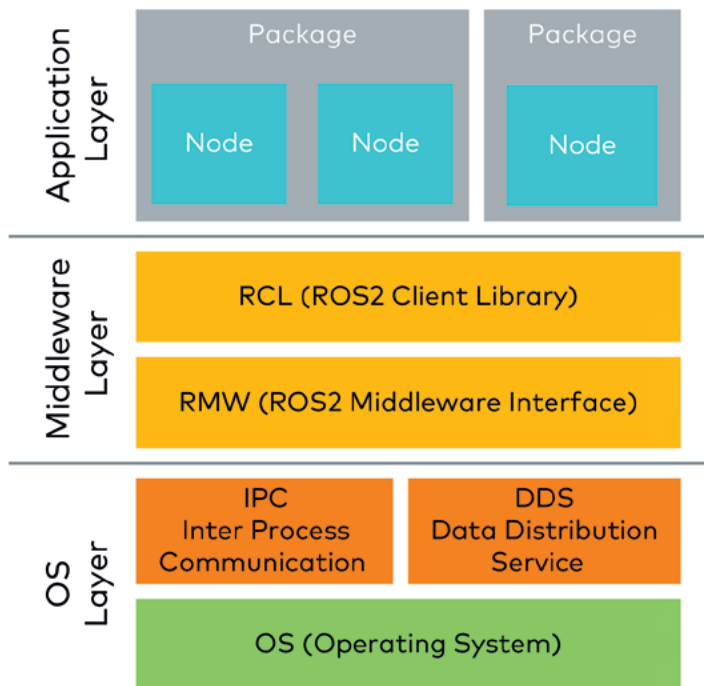 Application
Layer
Package
Package
Node
Node
Node
Middleware
Layer
RCL (ROS2 Client Library)
RMW (ROS2 Middleware Interface)
OS
Layer
IPC
Inter Process
Communication
DDS
Data Distribution
Service
OS (Operating System)